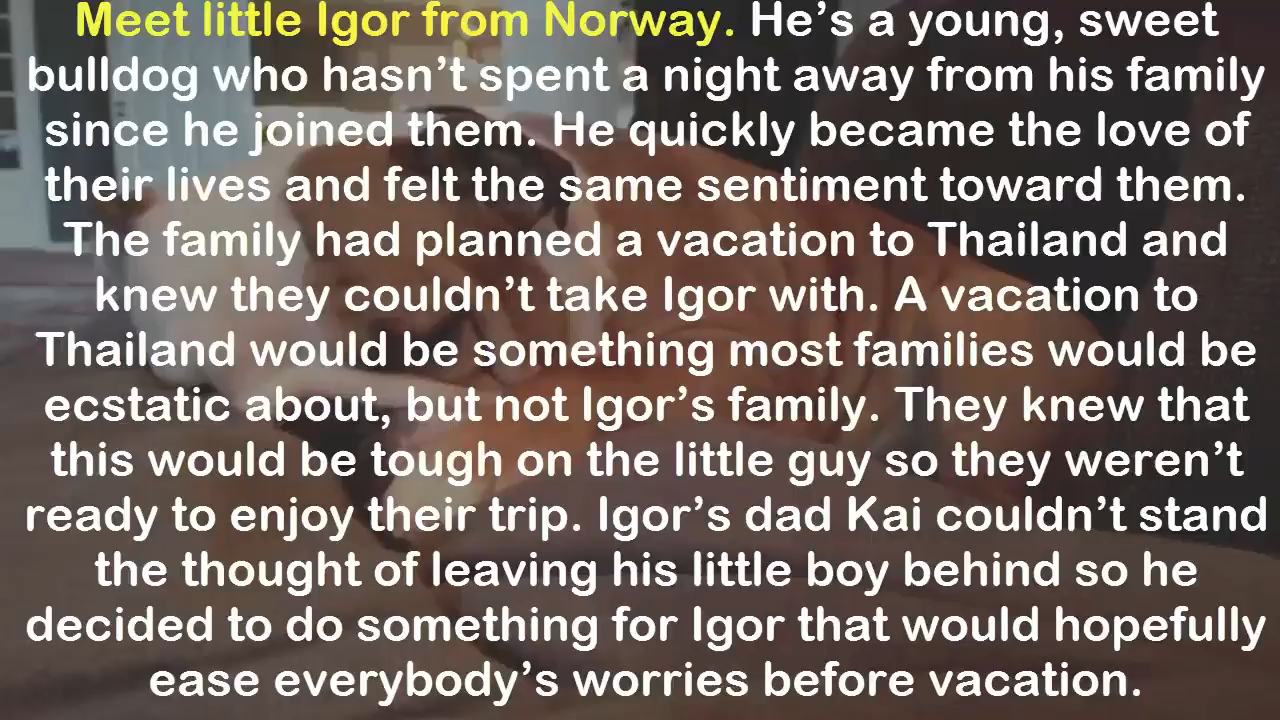 Meet little Igor from Norway. He’s a young, sweet
bulldog who hasn’t spent a night away from his family
since he joined them. He quickly became the love of
their lives and felt the same sentiment toward them.
The family had planned a vacation to Thailand and
knew they couldn’t take Igor with. A vacation to
Thailand would be something most families would be
ecstatic about, but not Igor’s family. They knew that
this would be tough on the little guy so they weren’t
ready to enjoy their trip. Igor’s dad Kai couldn’t stand
the thought of leaving his little boy behind so he
decided to do something for Igor that would hopefully
ease everybody’s worries before vacation.